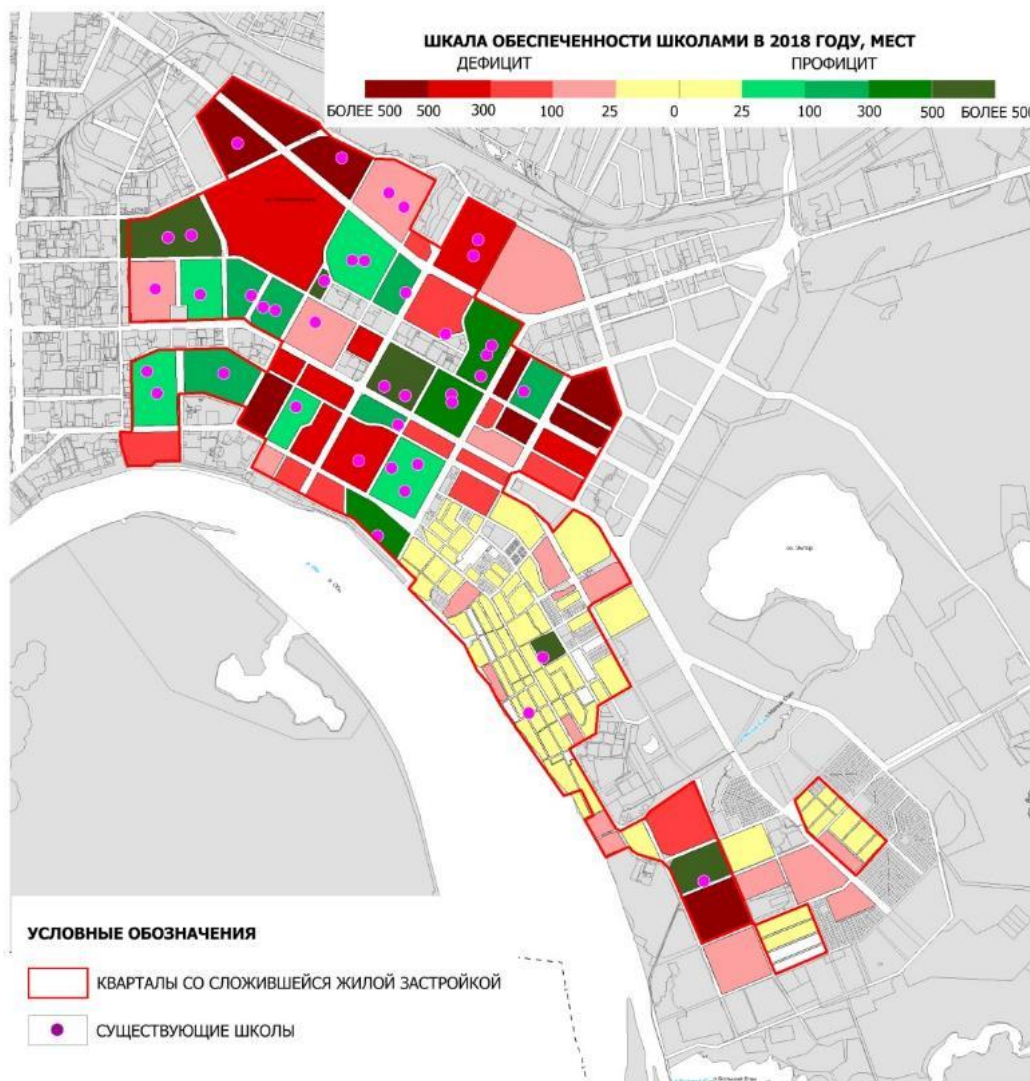 ШКАЛА ОБЕСПЕЧЕННОСТИ ШКОЛАМИ В 2018 ГОДУ, МЕСТ
ДЕФИЦИТ ПРОФИЦИТ
БОЛЕЕ 500 500 300 100 25 0 25 100 300 500 БОЛЕЕ 500
р. Обь
УСЛОВНЫЕ ОБОЗНАЧЕНИЯ
КВАРТАЛЫ СО СЛОЖИВШЕЙСЯ ЖИЛОЙ ЗАСТРОЙКОЙ
СУЩЕСТВУЮЩИЕ ШКОЛЫ